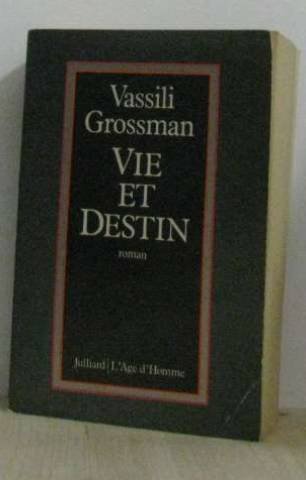 Vassili
Grossman
VIE
ET
DESTIN
roman
Julliard | L'Age d'Homme